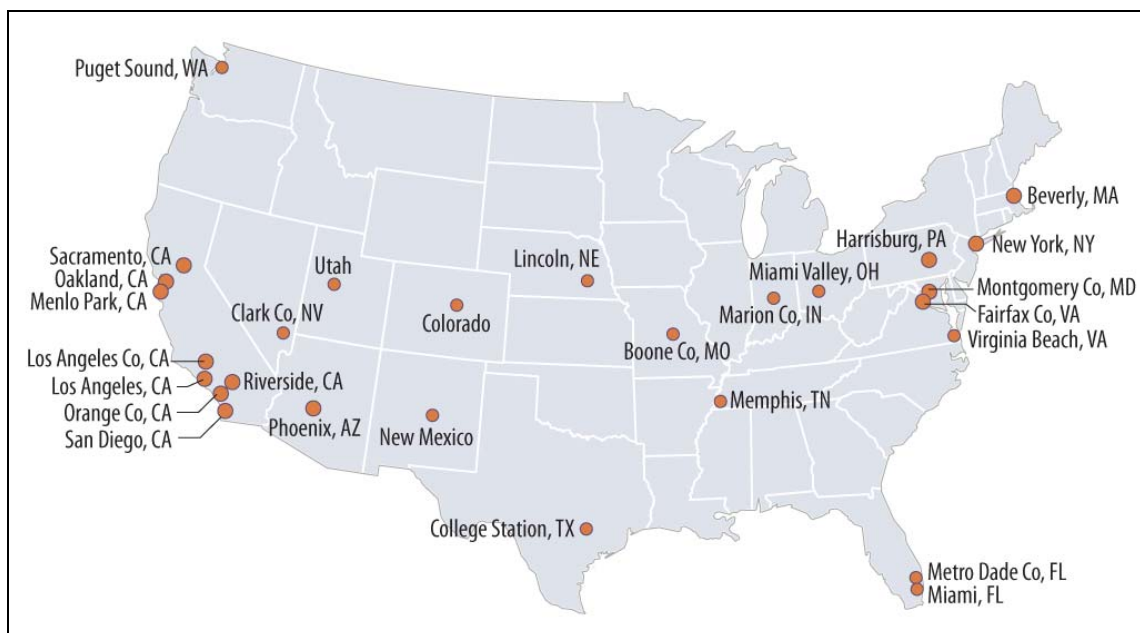 Puget Sound, WA
Beverly, MA
New York, NY
Harrisburg, PA
Sacramento, CA
Oakland, CA
Menlo Park, CA
Utah
Lincoln, NE
Miami Valley, OH
Montgomery Co, MD
Clark Co, NV
Colorado
Marion Co, IN
Fairfax Co, VA
Virginia Beach, VA
Boone Co, MO
Los Angeles Co, CA
Los Angeles, CA
Riverside, CA
Orange Co, CA
San Diego, CA
Phoenix, AZ
New Mexico
Memphis, TN
College Station, TX
Metro Dade Co, FL
Miami, FL